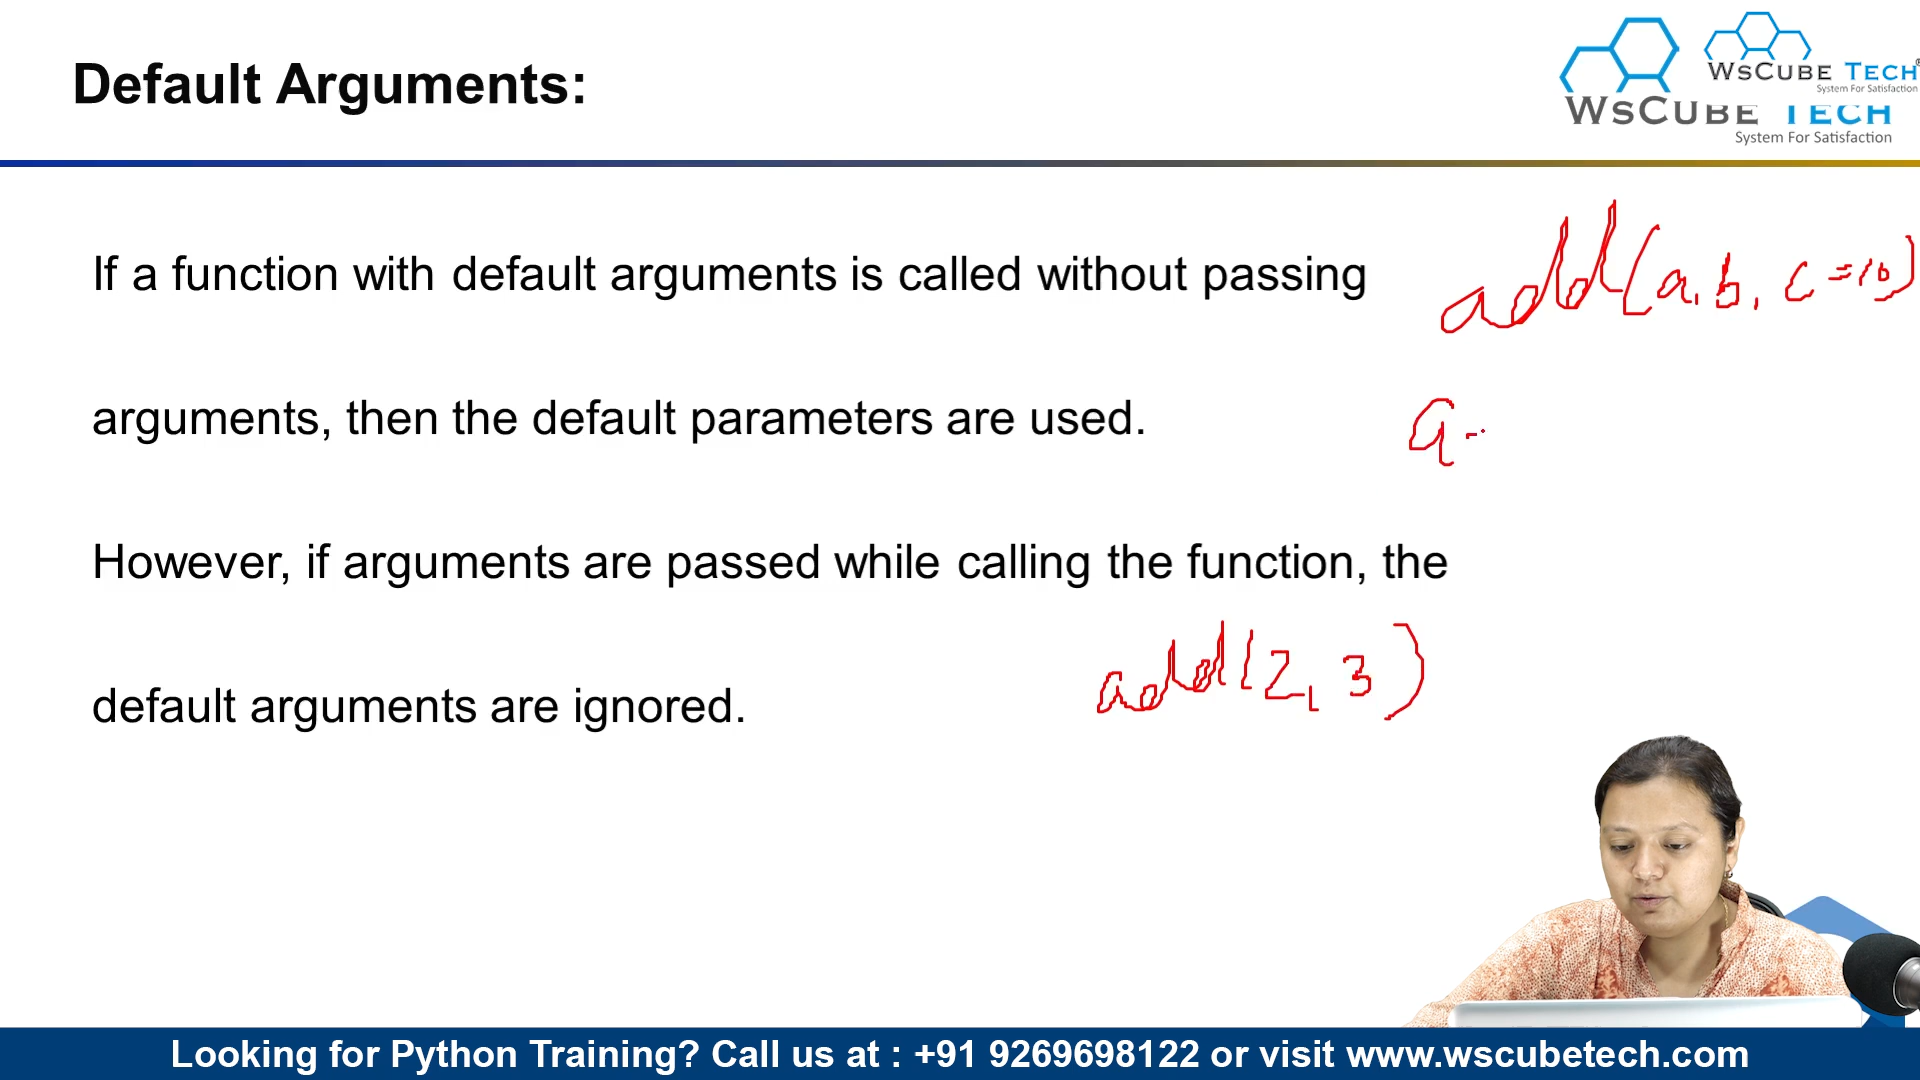 Default Arguments:
WsCube Tech®
System For Satisfaction
WsCube Tech
System For Satisfaction
If a function with default arguments is called without passing
add(a, b, c=10)
arguments, then the default parameters are used.
a -
However, if arguments are passed while calling the function, the
add(2, 3)
default arguments are ignored.
Looking for Python Training? Call us at : +91 9269698122 or visit www.wscubetech.com